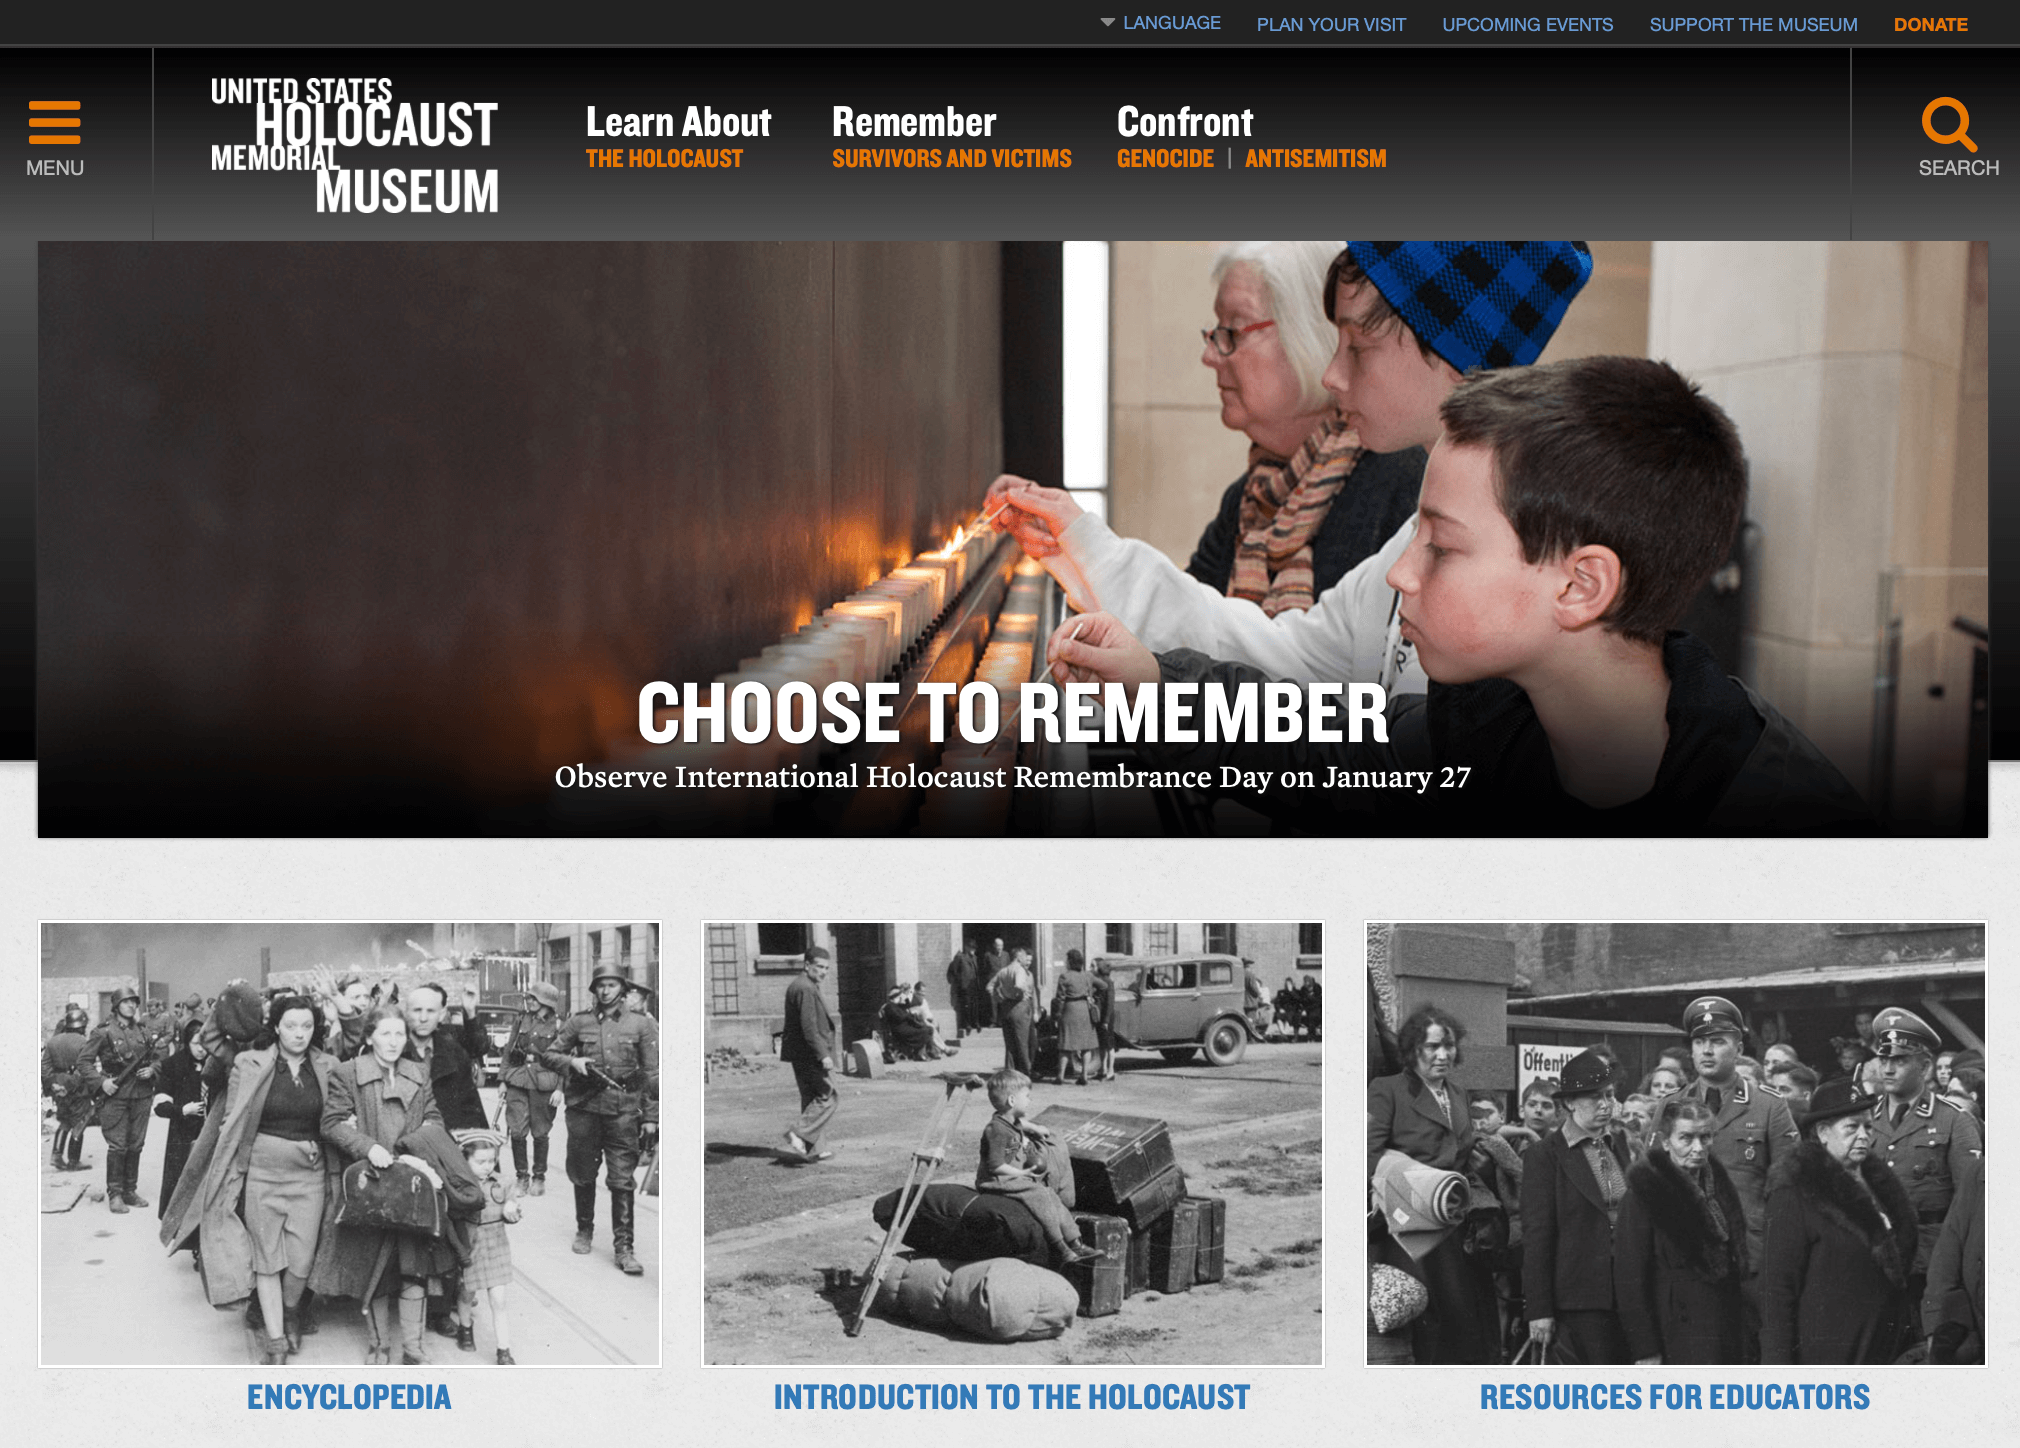 LANGUAGE
PLAN YOUR VISIT
UPCOMING EVENTS
SUPPORT THE MUSEUM
DONATE
MENU
UNITED STATES
HOLOCAUST
MEMORIAL
MUSEUM
Learn About
THE HOLOCAUST
Remember
SURVIVORS AND VICTIMS
Confront
GENOCIDE | ANTISEMITISM
SEARCH
CHOOSE TO REMEMBER
Observe International Holocaust Remembrance Day on January 27
WIEN
Öffentl
ENCYCLOPEDIA
INTRODUCTION TO THE HOLOCAUST
RESOURCES FOR EDUCATORS